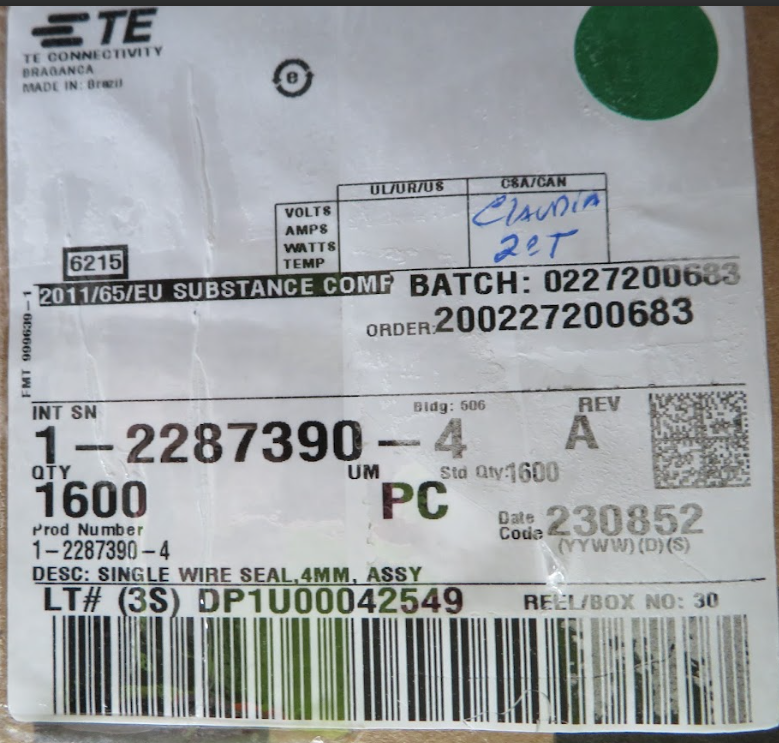 TE
TE CONNECTIVITY
BRAGANCA
MADE IN: Brazil
e
UL/UR/US CSA/CAN
VOLTS
AMPS
WATTS
TEMP
CLAUDIA
2ºT
6215
2011/65/EU SUBSTANCE COMP
BATCH: 0227200683
ORDER:200227200683
FMT 999639-1
INT SN Bldg: 506 REV
1-2287390-4 A
QTY UM Std Qty:1600
1600 PC
Prod Number
1-2287390-4
Date Code 230852
(YYWW)(D)(S)
DESC: SINGLE WIRE SEAL,4MM, ASSY
LT# (3S) DP1U00042549 REEL/BOX NO: 30